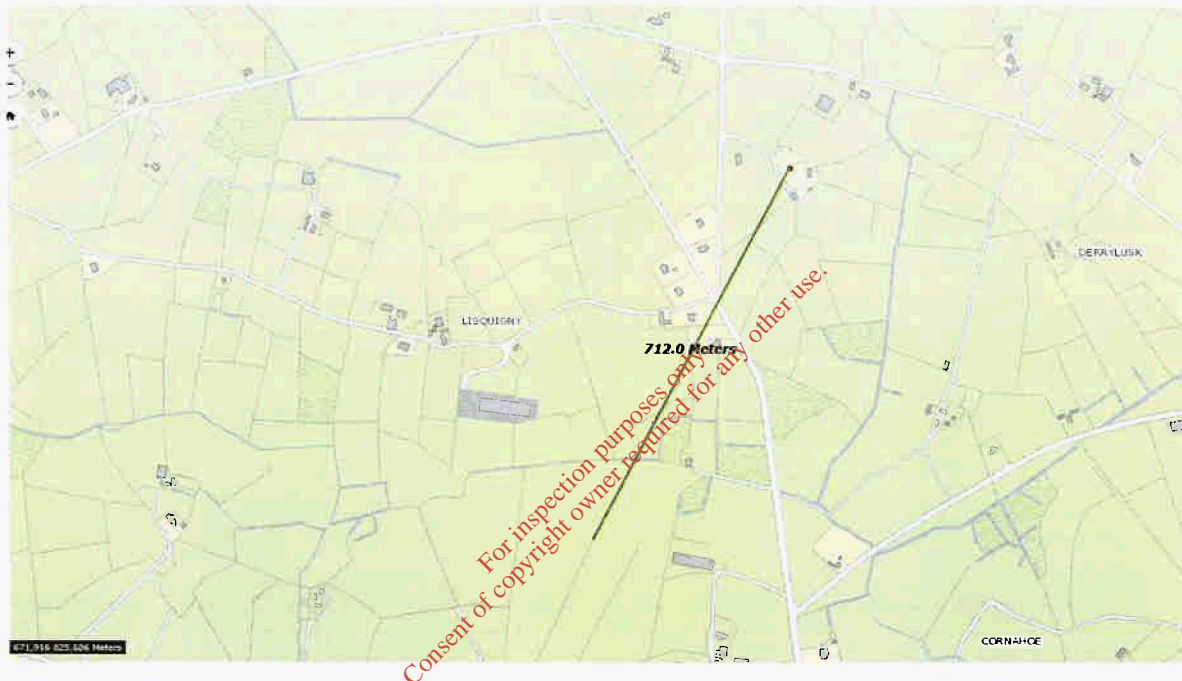 +
-
DERRYLUSK
LISQUIGNY
712.0 Meters
For inspection purposes only.
Consent of copyright owner required for any other use.
CORNAHOE
671,916 825,606 Meters